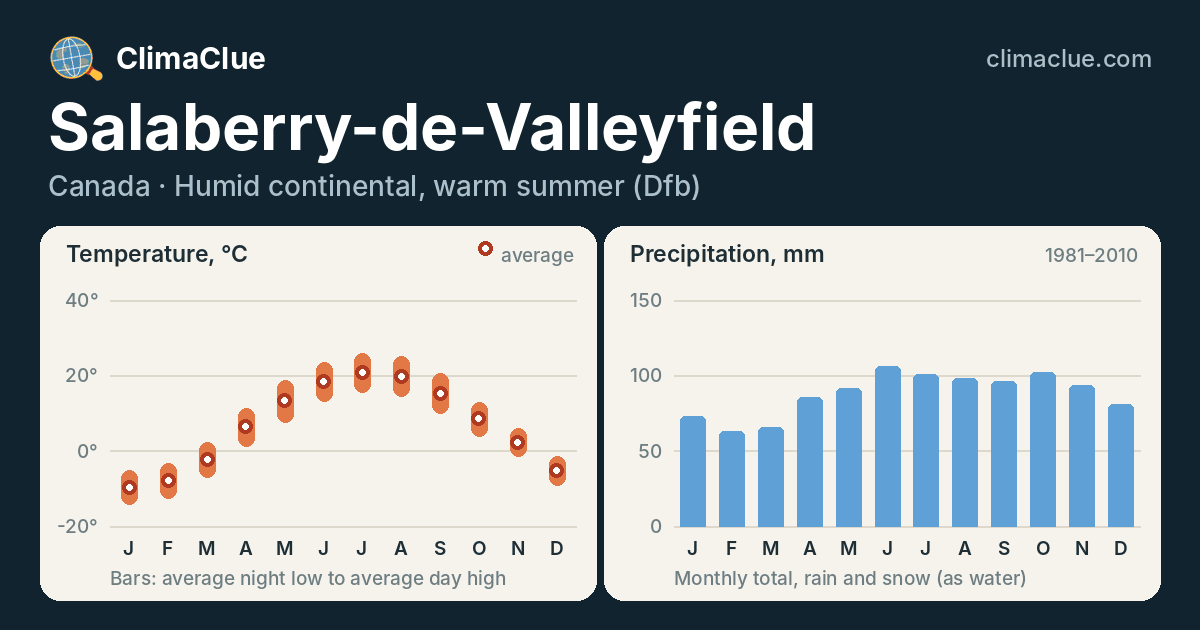 ClimaClue
climaclue.com
Salaberry-de-Valleyfield
Canada · Humid continental, warm summer (Dfb)
Temperature, °C
average
40°
20°
0°
-20°
J F M A M J J A S O N D
Bars: average night low to average day high
Precipitation, mm
1981–2010
150
100
50
0
J F M A M J J A S O N D
Monthly total, rain and snow (as water)